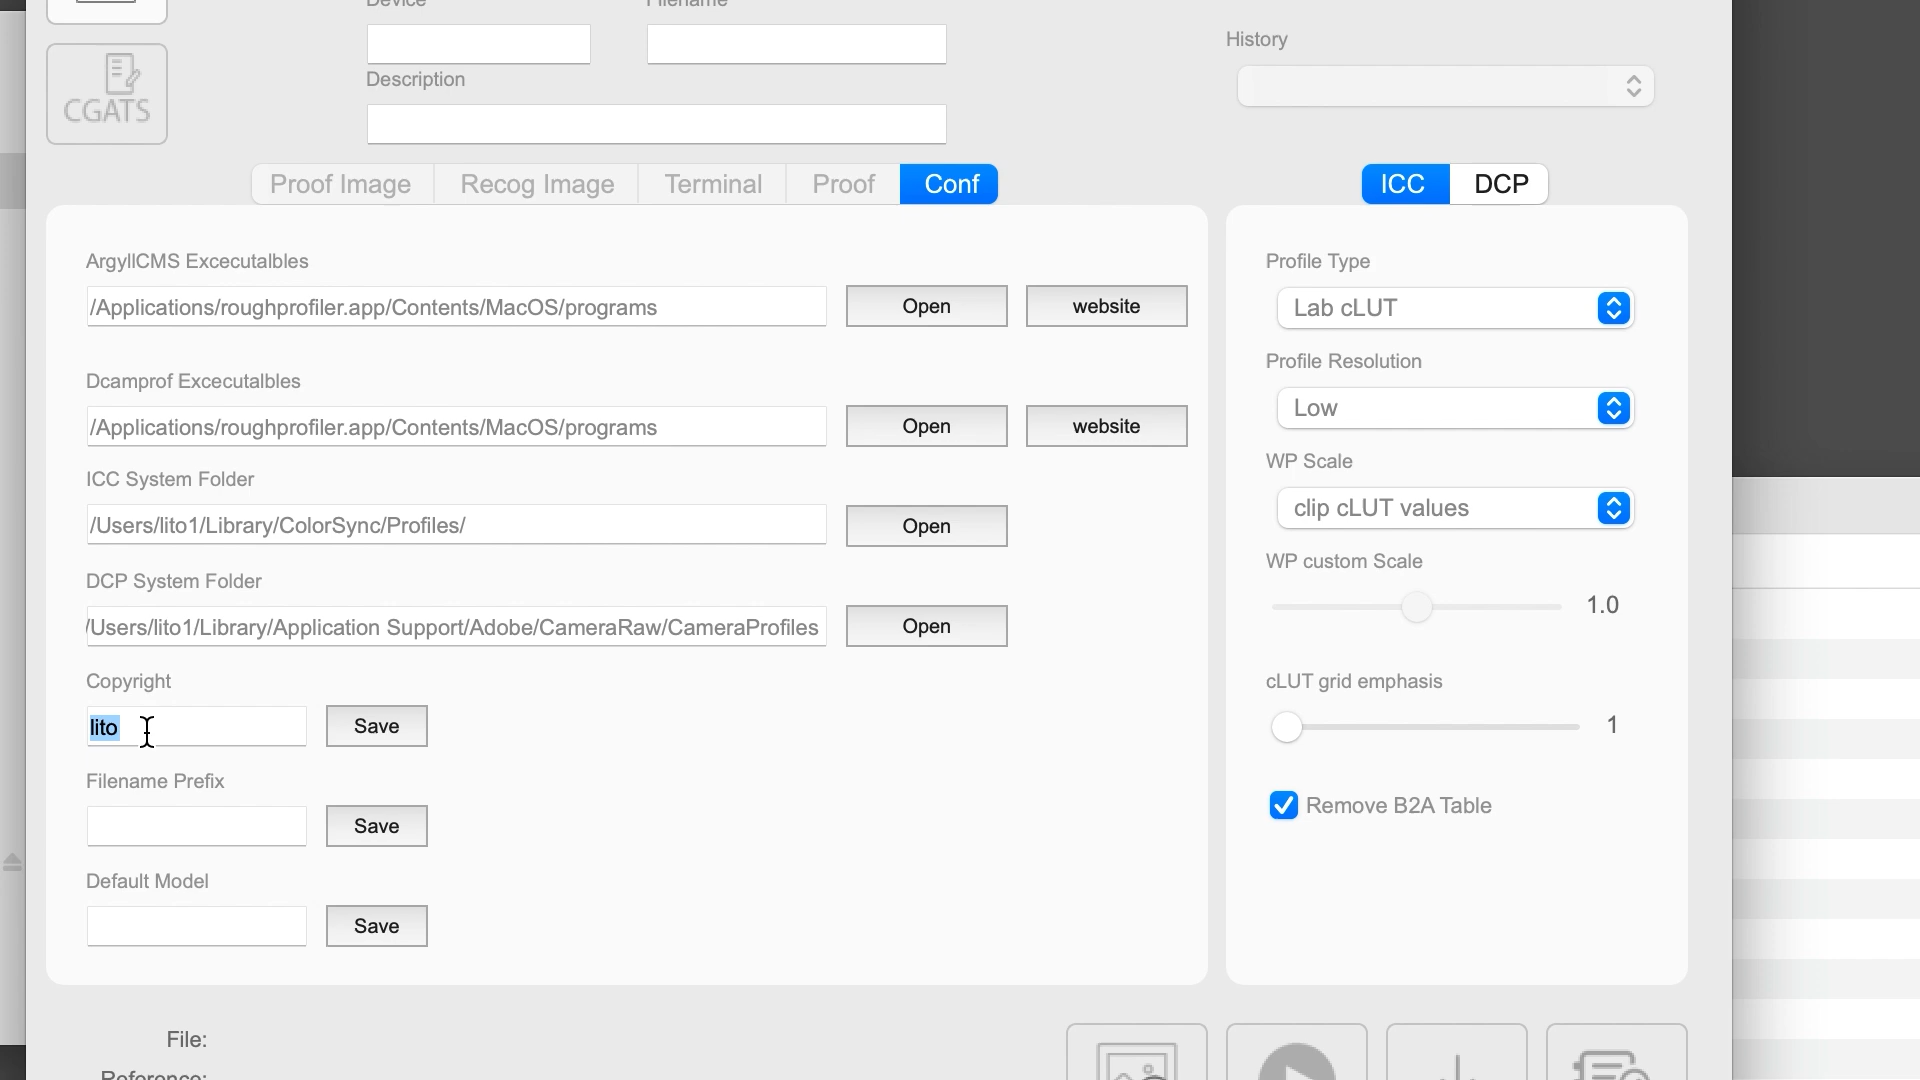 Device
Filename
History
CGATS
Description
Proof Image
Recog Image
Terminal
Proof
Conf
ICC
DCP
ArgyllCMS Excecutalbles
/Applications/roughprofiler.app/Contents/MacOS/programs
Open
website
Dcamprof Excecutalbles
/Applications/roughprofiler.app/Contents/MacOS/programs
Open
website
ICC System Folder
/Users/lito1/Library/ColorSync/Profiles/
Open
DCP System Folder
/Users/lito1/Library/Application Support/Adobe/CameraRaw/CameraProfiles
Open
Copyright
lito
Save
Filename Prefix
Save
Default Model
Save
Profile Type
Lab cLUT
Profile Resolution
Low
WP Scale
clip cLUT values
WP custom Scale
1.0
cLUT grid emphasis
1
Remove B2A Table
File:
Reference: